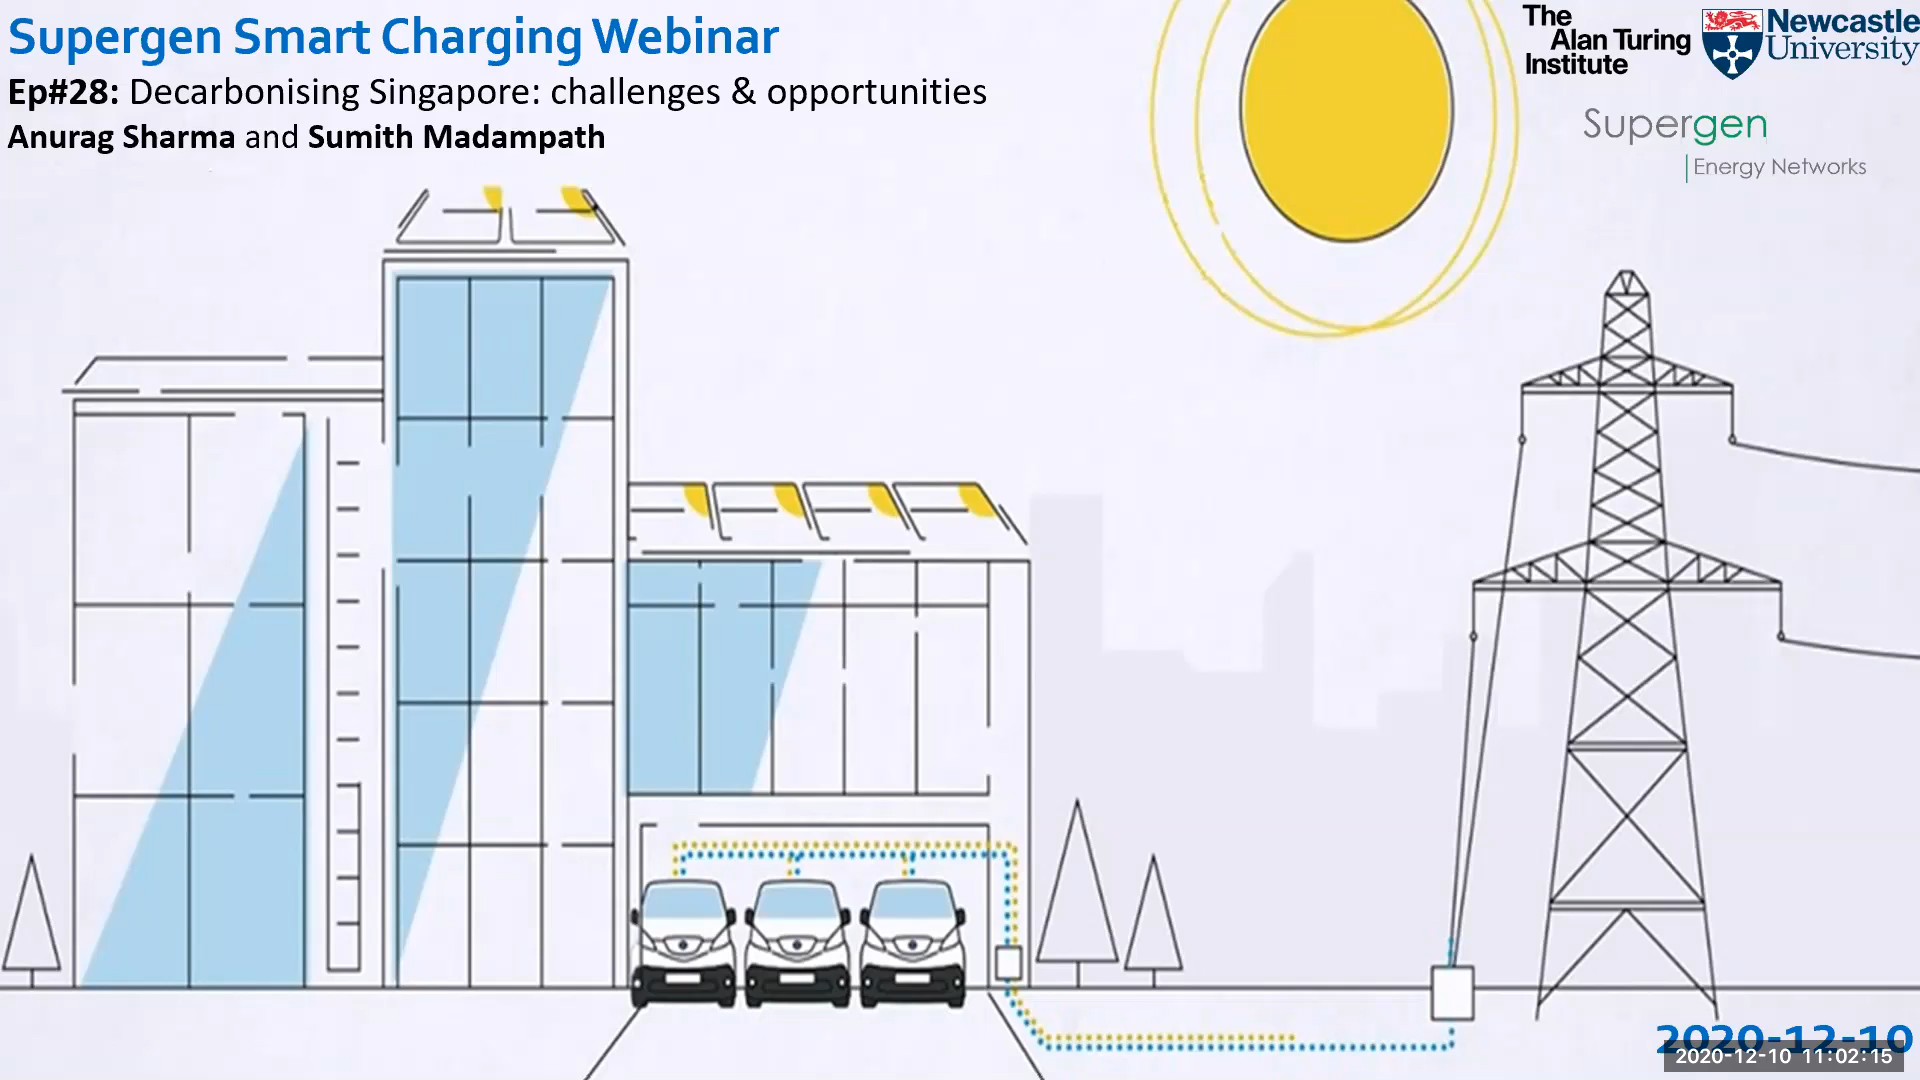 Supergen Smart Charging Webinar
Ep#28: Decarbonising Singapore: challenges & opportunities
Anurag Sharma and Sumith Madampath
The
Alan Turing
Institute
Newcastle
University
Supergen
Energy Networks
2020-12-10
2020-12-10 11:02:15